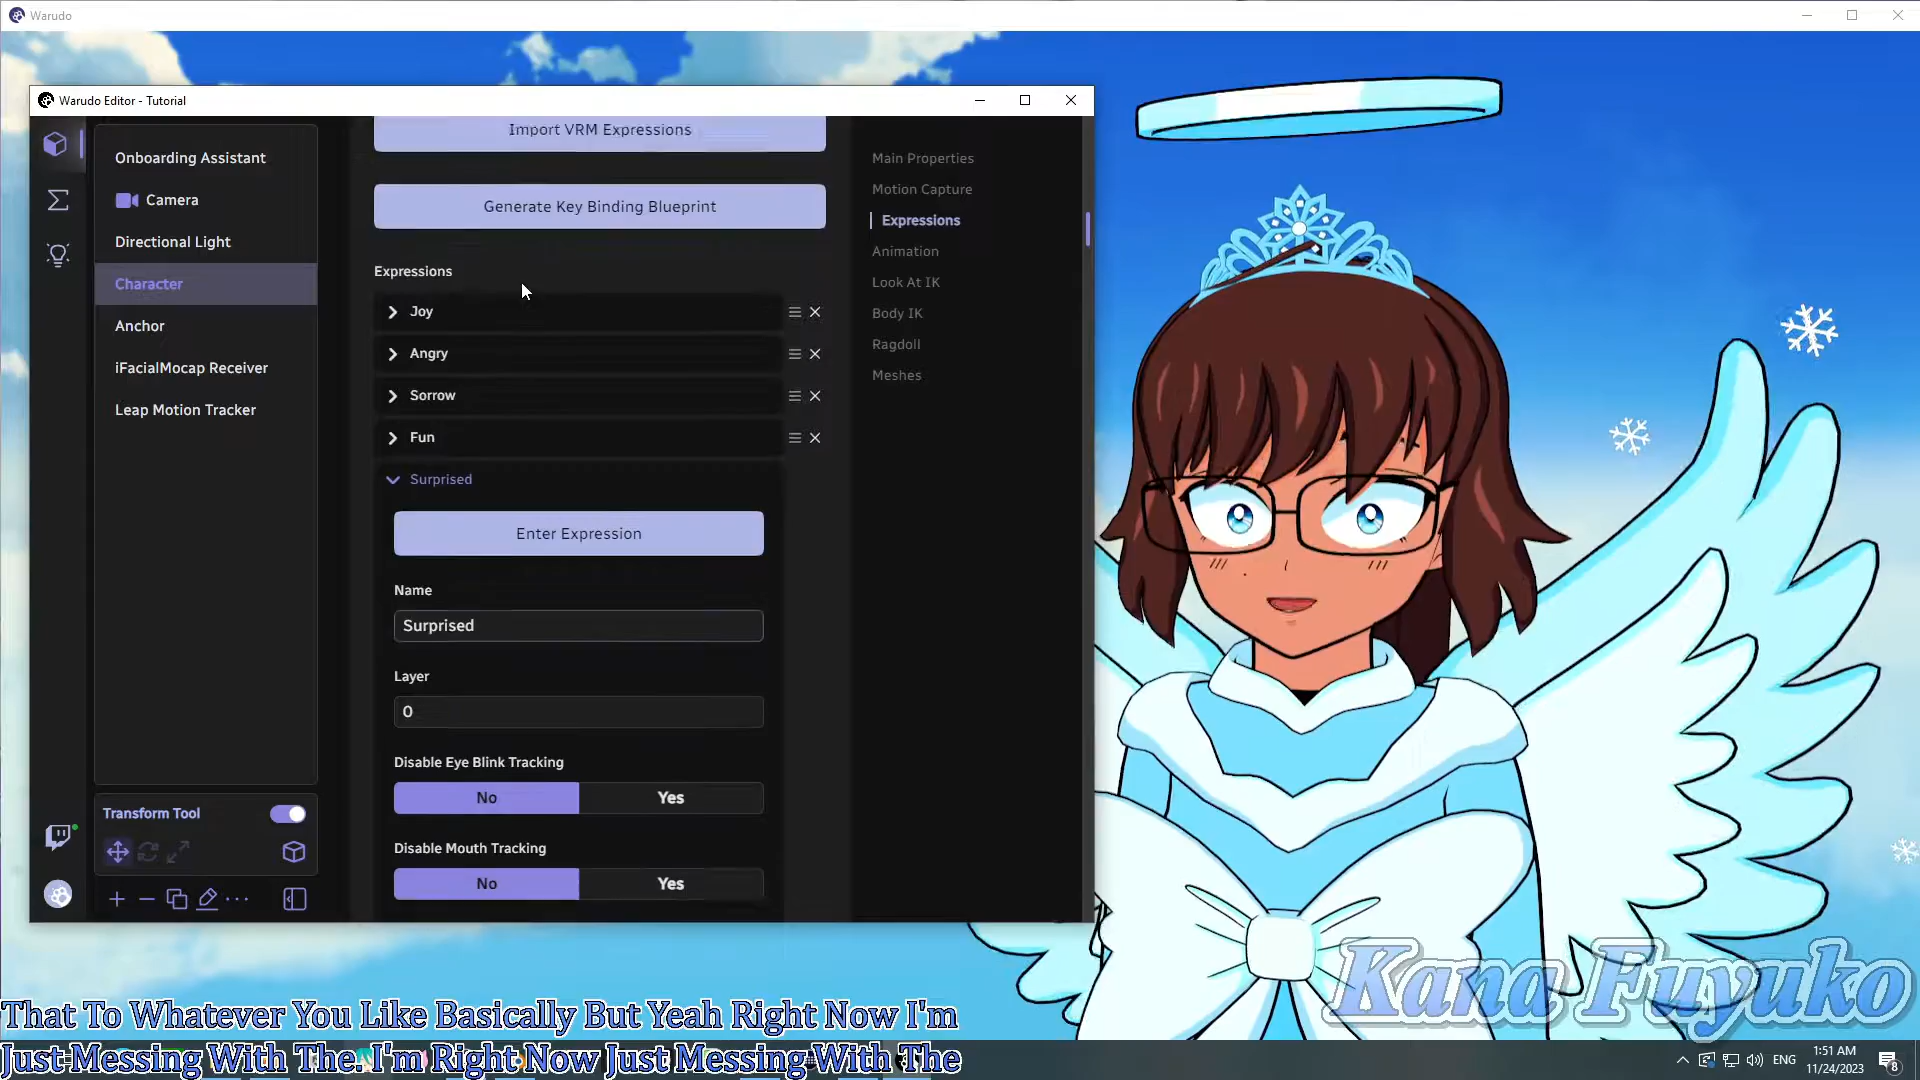 Warudo
Warudo Editor - Tutorial
Onboarding Assistant
Camera
Directional Light
Character
Anchor
iFacialMocap Receiver
Leap Motion Tracker
Transform Tool
Import VRM Expressions
Generate Key Binding Blueprint
Expressions
Joy
Angry
Sorrow
Fun
Surprised
Enter Expression
Name
Surprised
Layer
0
Disable Eye Blink Tracking
No Yes
Disable Mouth Tracking
No Yes
Main Properties
Motion Capture
Expressions
Animation
Look At IK
Body IK
Ragdoll
Meshes
Kana Fuyuko
That To Whatever You Like Basically But Yeah Right Now I'm
Just Messing With The. I'm Right Now Just Messing With The
ENG
1:51 AM
11/24/2023
8